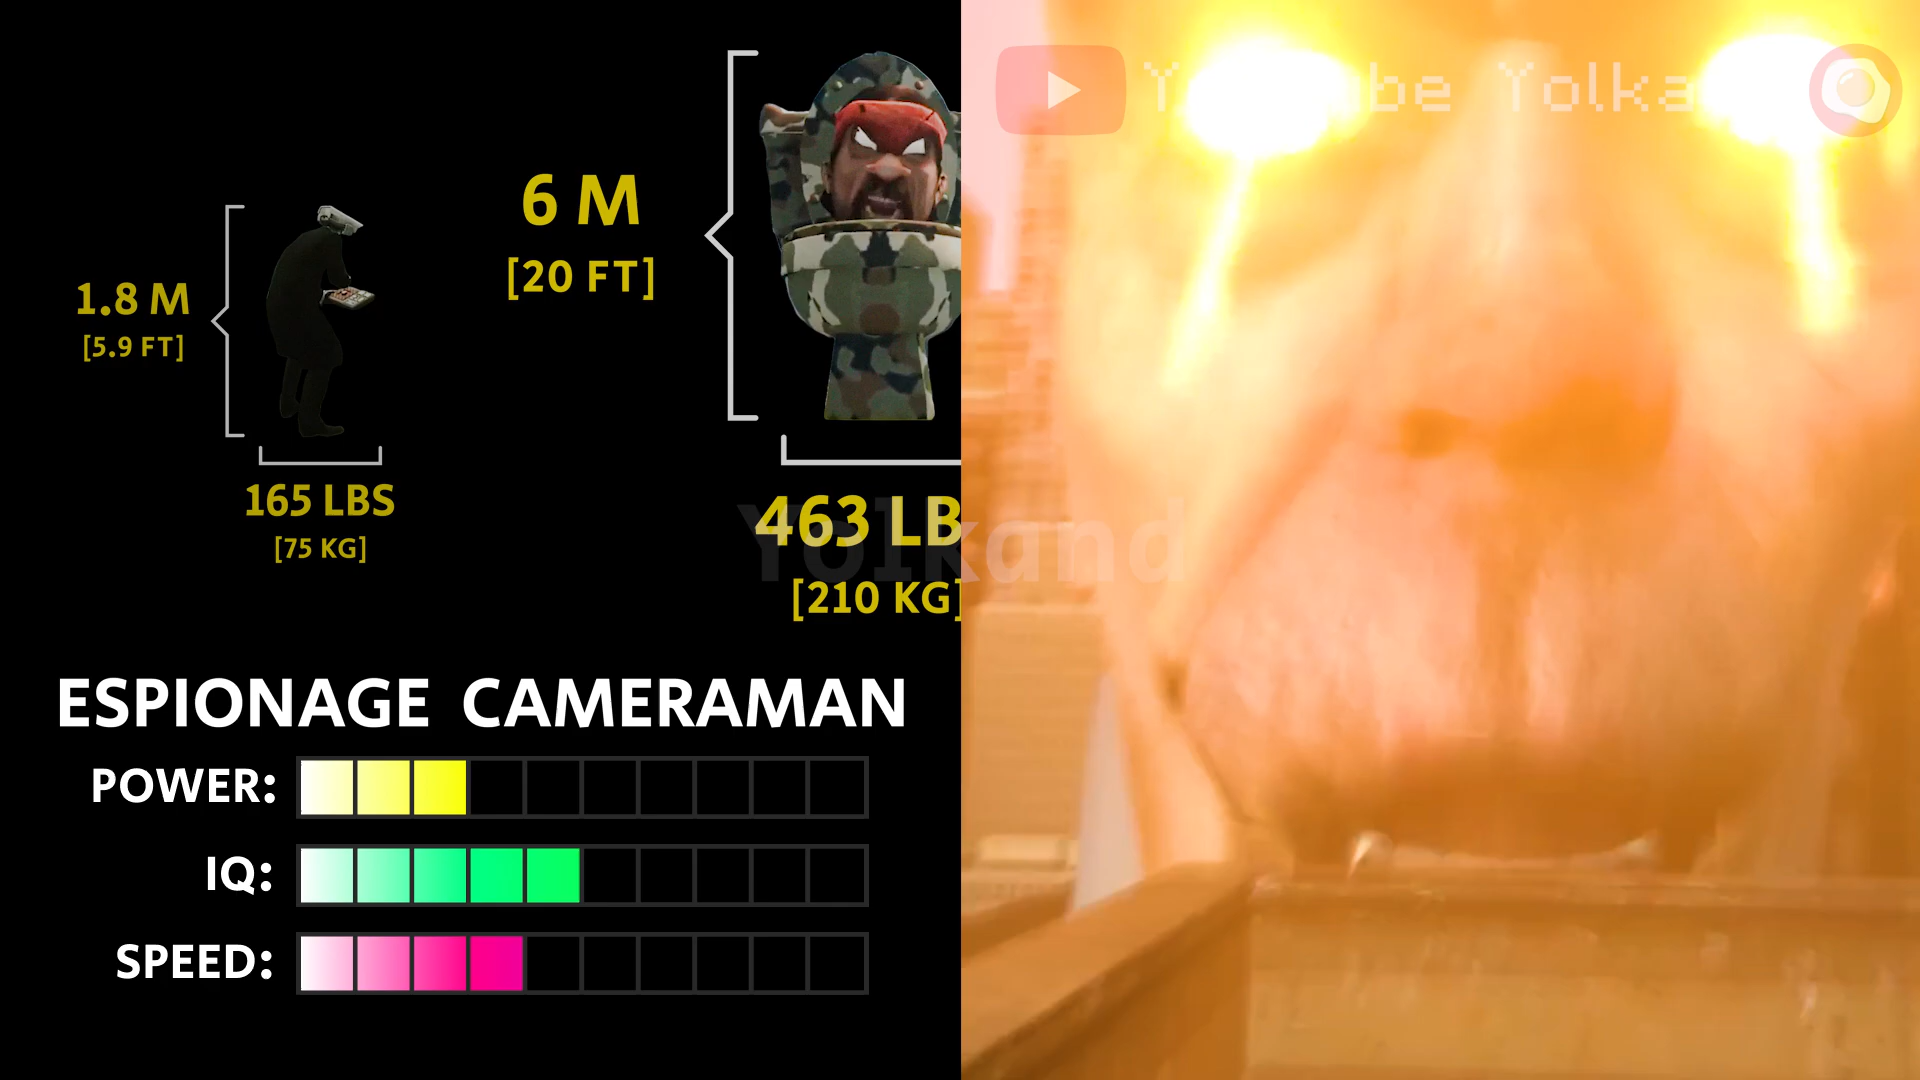 6 M
[20 FT]
1.8 M
[5.9 FT]
165 LBS
[75 KG]
463 LB
[210 KG]
Yolkand
ESPIONAGE CAMERAMAN
POWER:
IQ:
SPEED: